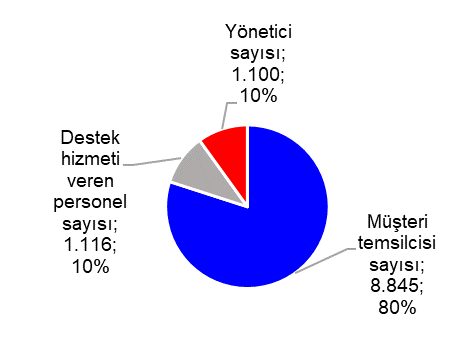 Yönetici
sayısı;
1.100;
10%
Destek
hizmeti
veren
personel
sayısı;
1.116;
10%
Müşteri
temsilcisi
sayısı;
8.845;
80%